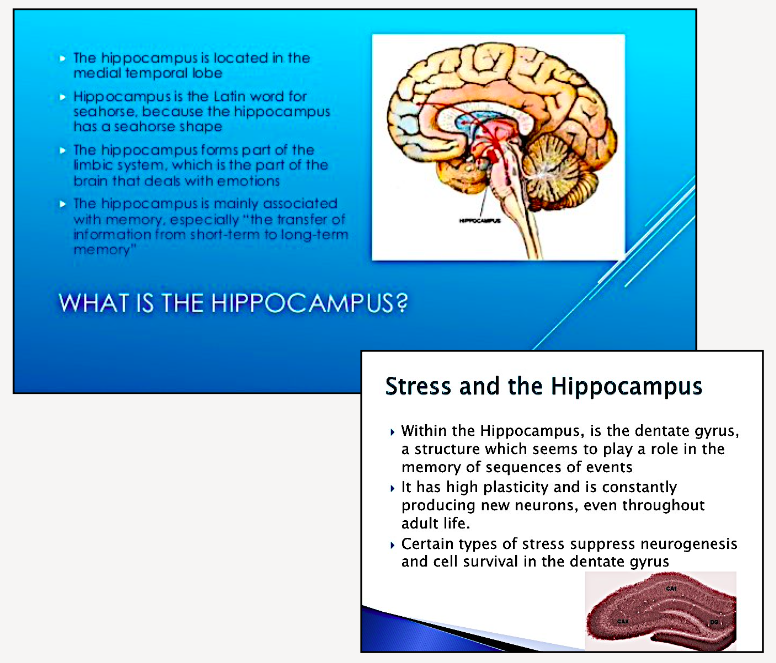 The hippocampus is located in the
medial temporal lobe
Hippocampus is the Latin word for
seahorse, because the hippocampus
has a seahorse shape
The hippocampus forms part of the
limbic system, which is the part of the
brain that deals with emotions
The hippocampus is mainly associated
with memory, especially “the transfer of
information from short-term to long-term
memory”
HIPPOCAMPUS
WHAT IS THE HIPPOCAMPUS?
Stress and the Hippocampus
Within the Hippocampus, is the dentate gyrus,
a structure which seems to play a role in the
memory of sequences of events
It has high plasticity and is constantly
producing new neurons, even throughout
adult life.
Certain types of stress suppress neurogenesis
and cell survival in the dentate gyrus
CA1
DG